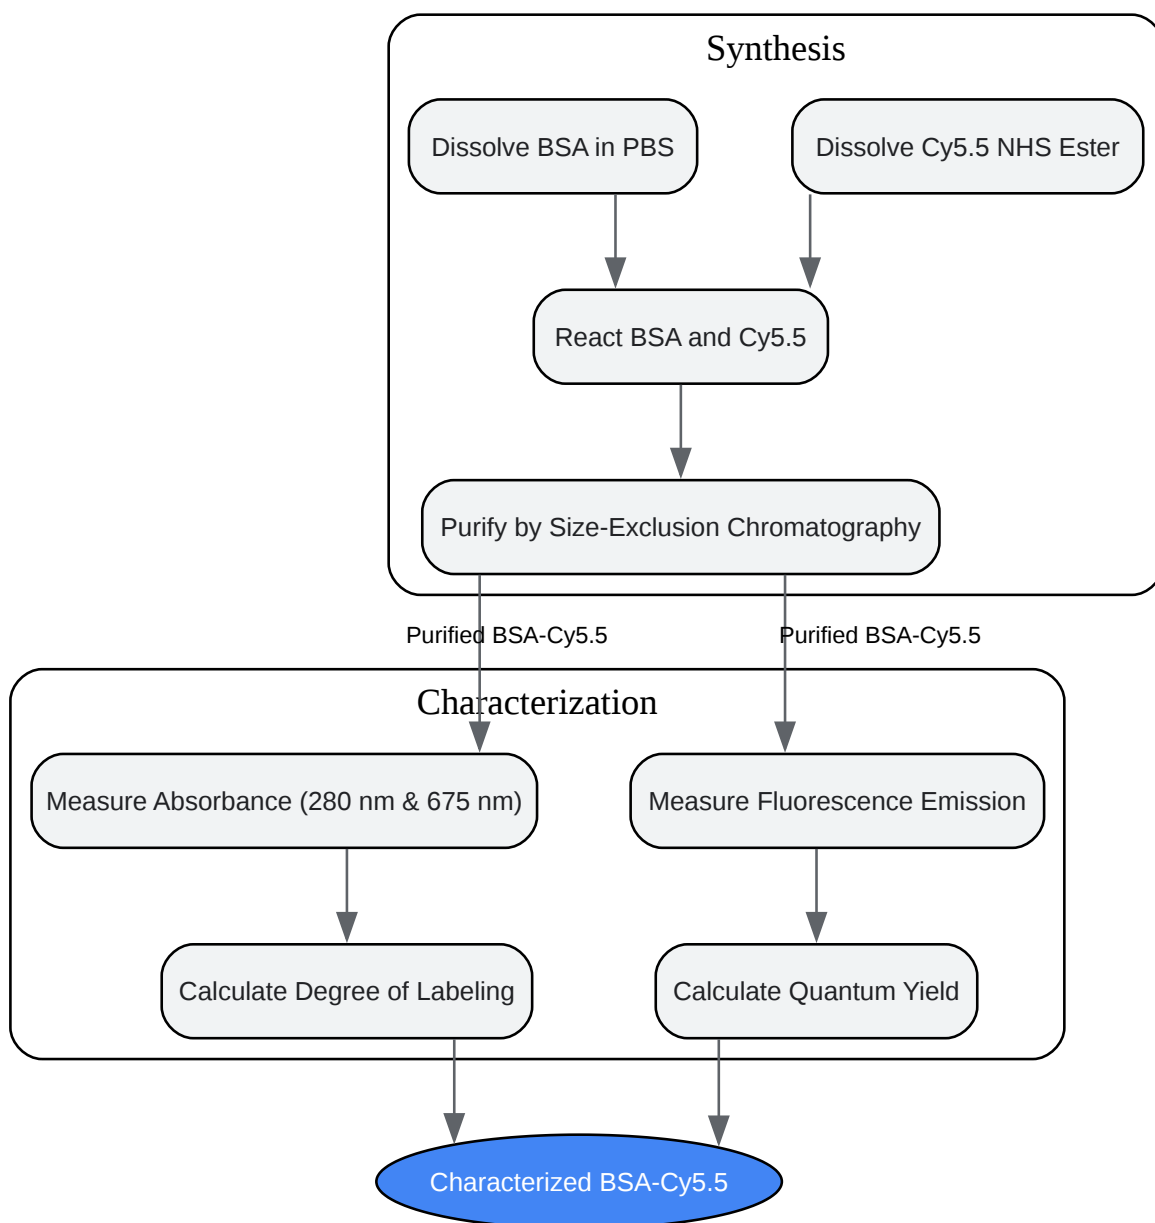 Synthesis
Dissolve BSA in PBS
Dissolve Cy5.5 NHS Ester
React BSA and Cy5.5
Purify by Size-Exclusion Chromatography
Purified BSA-Cy5.5
Purified BSA-Cy5.5
Characterization
Measure Absorbance (280 nm & 675 nm)
Measure Fluorescence Emission
Calculate Degree of Labeling
Calculate Quantum Yield
Characterized BSA-Cy5.5